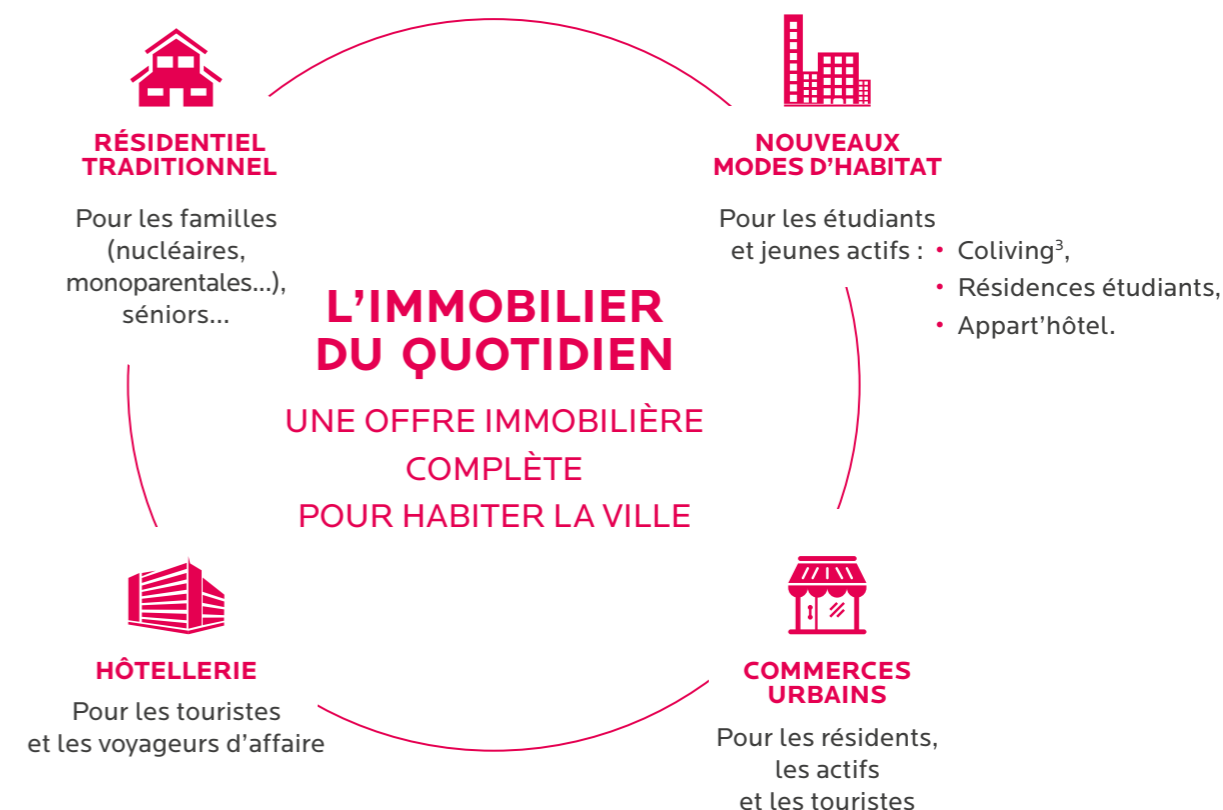 RÉSIDENTIEL
TRADITIONNEL
Pour les familles
(nucléaires,
monoparentales...),
séniors...
NOUVEAUX
MODES D’HABITAT
Pour les étudiants
et jeunes actifs : • Coliving³,
• Résidences étudiants,
• Appart’hôtel.
L’IMMOBILIER
DU QUOTIDIEN
UNE OFFRE IMMOBILIÈRE
COMPLÈTE
POUR HABITER LA VILLE
HÔTELLERIE
Pour les touristes
et les voyageurs d’affaire
COMMERCES
URBAINS
Pour les résidents,
les actifs
et les touristes